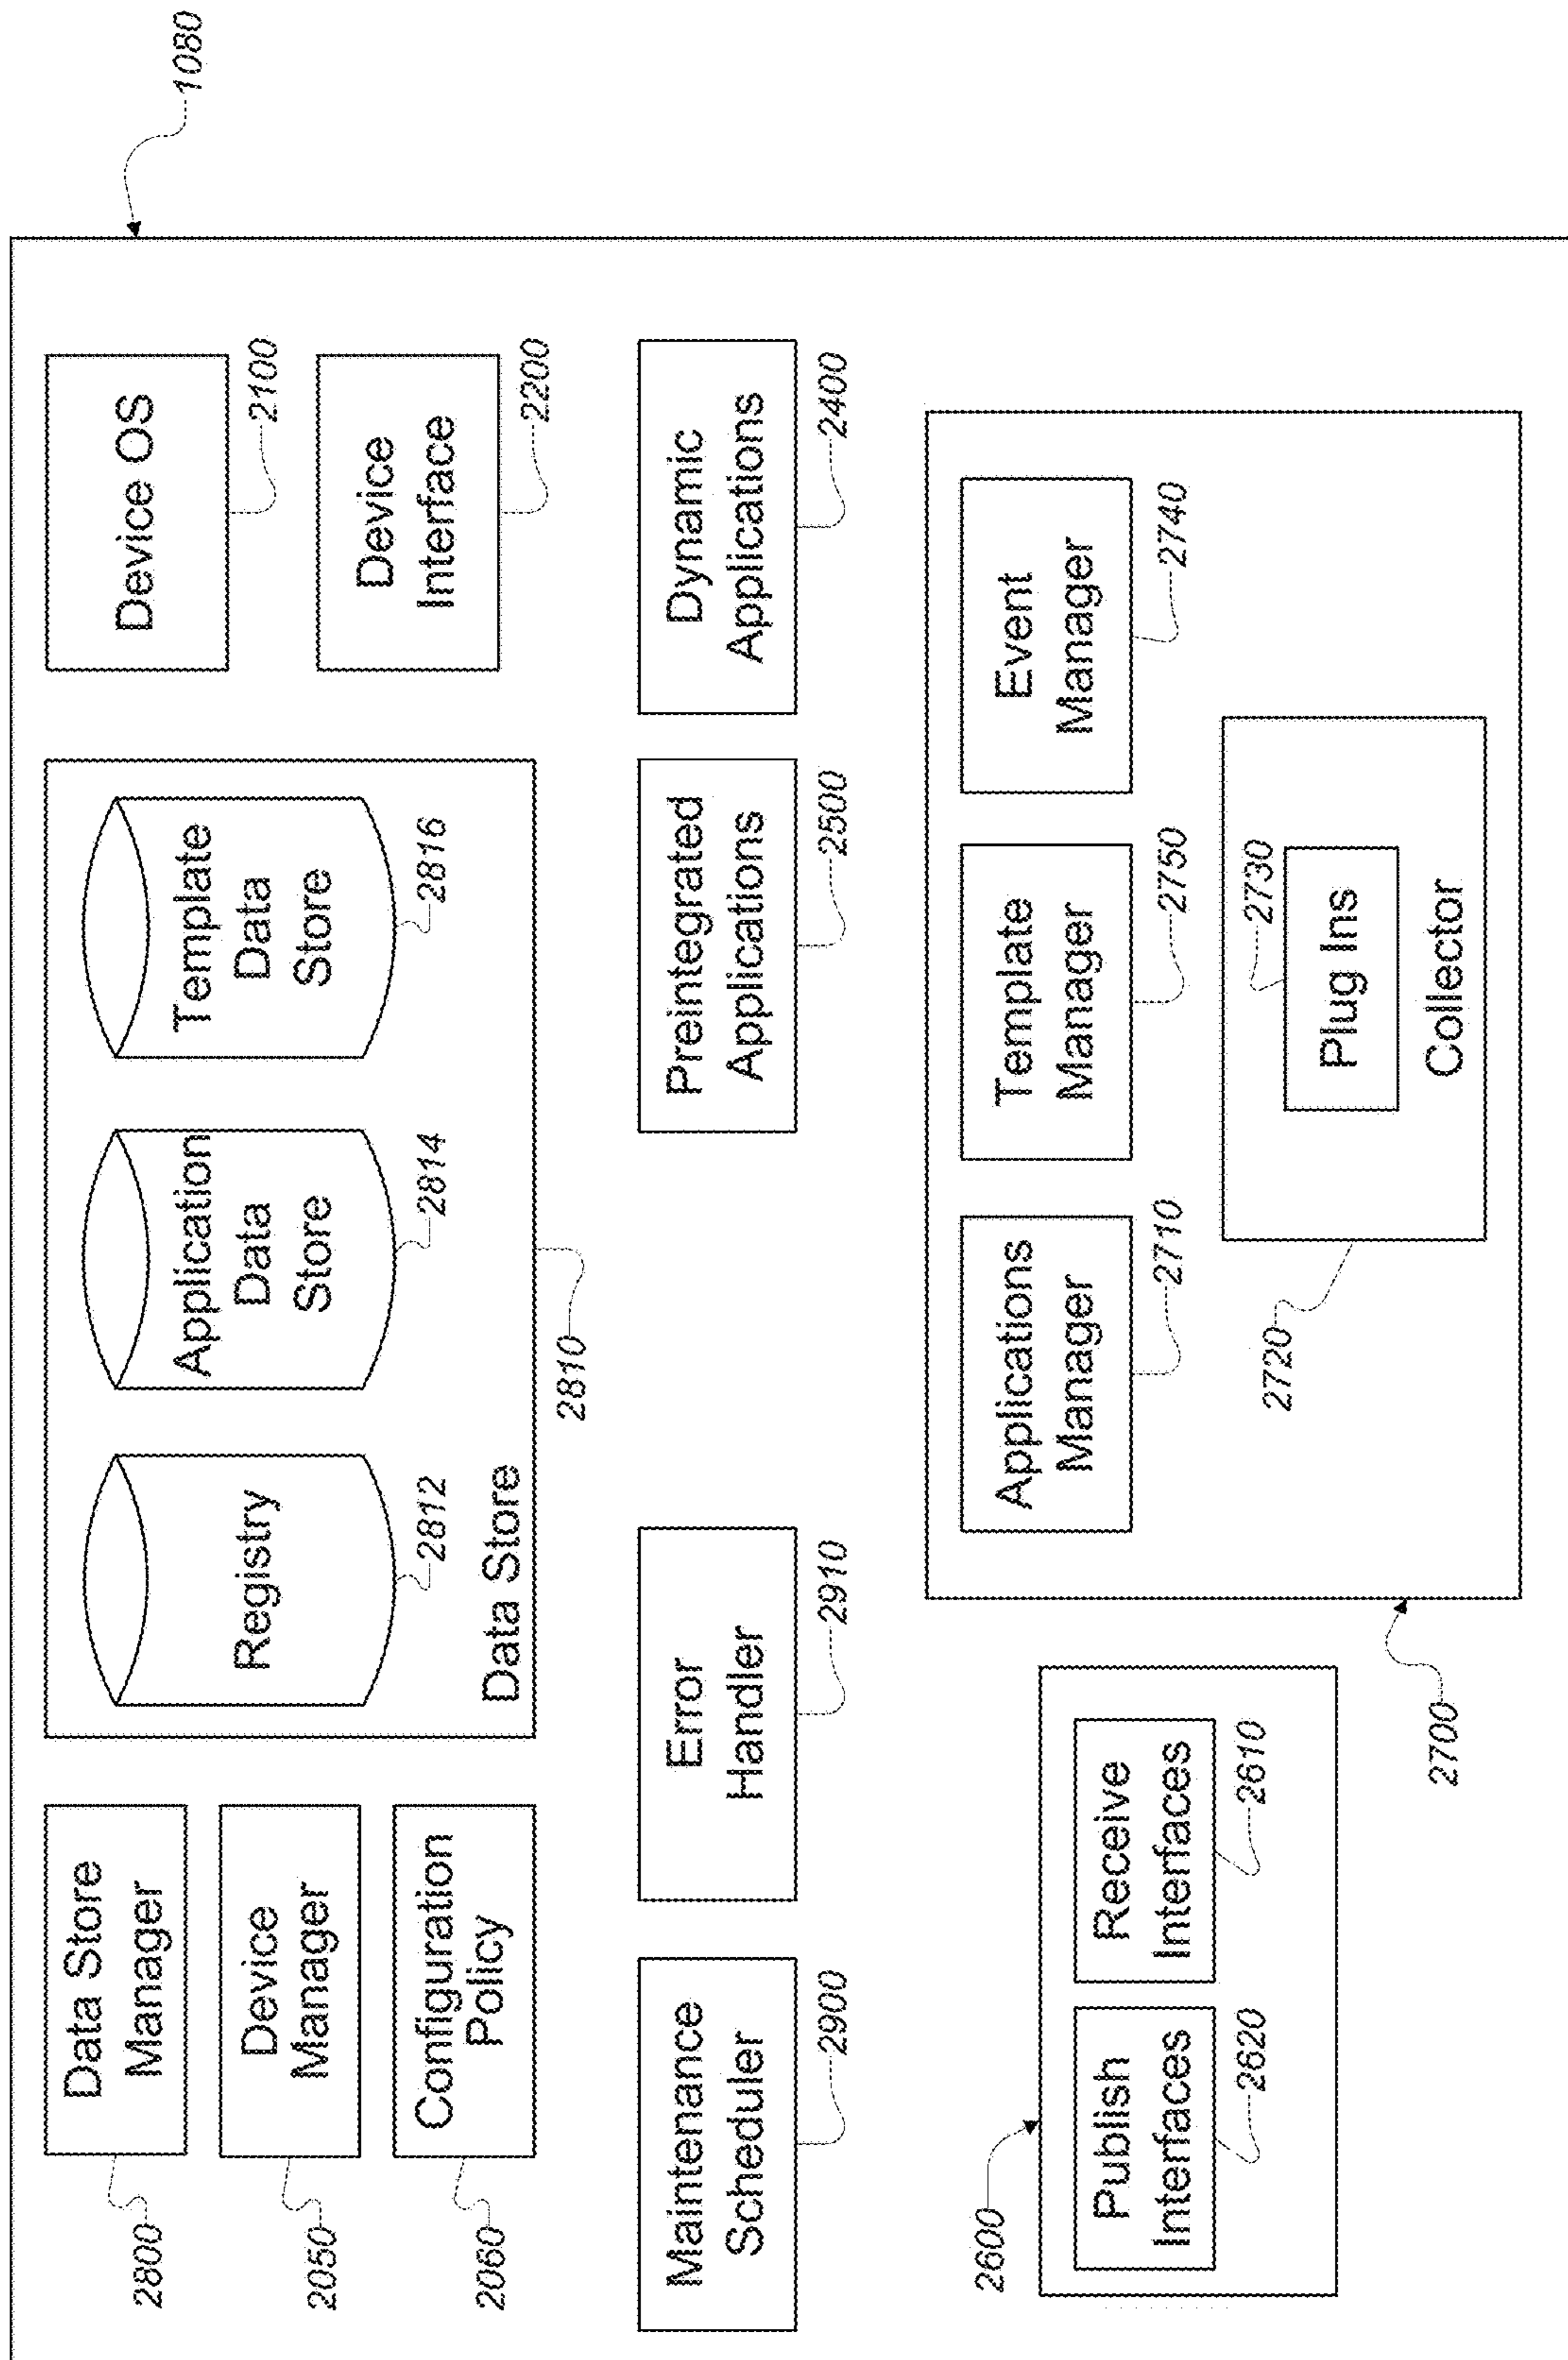 1080
Data Store
Manager
2800
Device
Manager
2050
Configuration
Policy
2060
Registry
2812
Application
Data
Store
2814
Template
Data
Store
2816
Data Store
2810
Device OS
2100
Device
Interface
2200
Maintenance
Scheduler
2900
Error
Handler
2910
Preintegrated
Applications
2500
Dynamic
Applications
2400
2600
Publish
Interfaces
2620
Receive
Interfaces
2610
2700
Applications
Manager
2710
Template
Manager
2750
Event
Manager
2740
2720
2730
Plug Ins
Collector